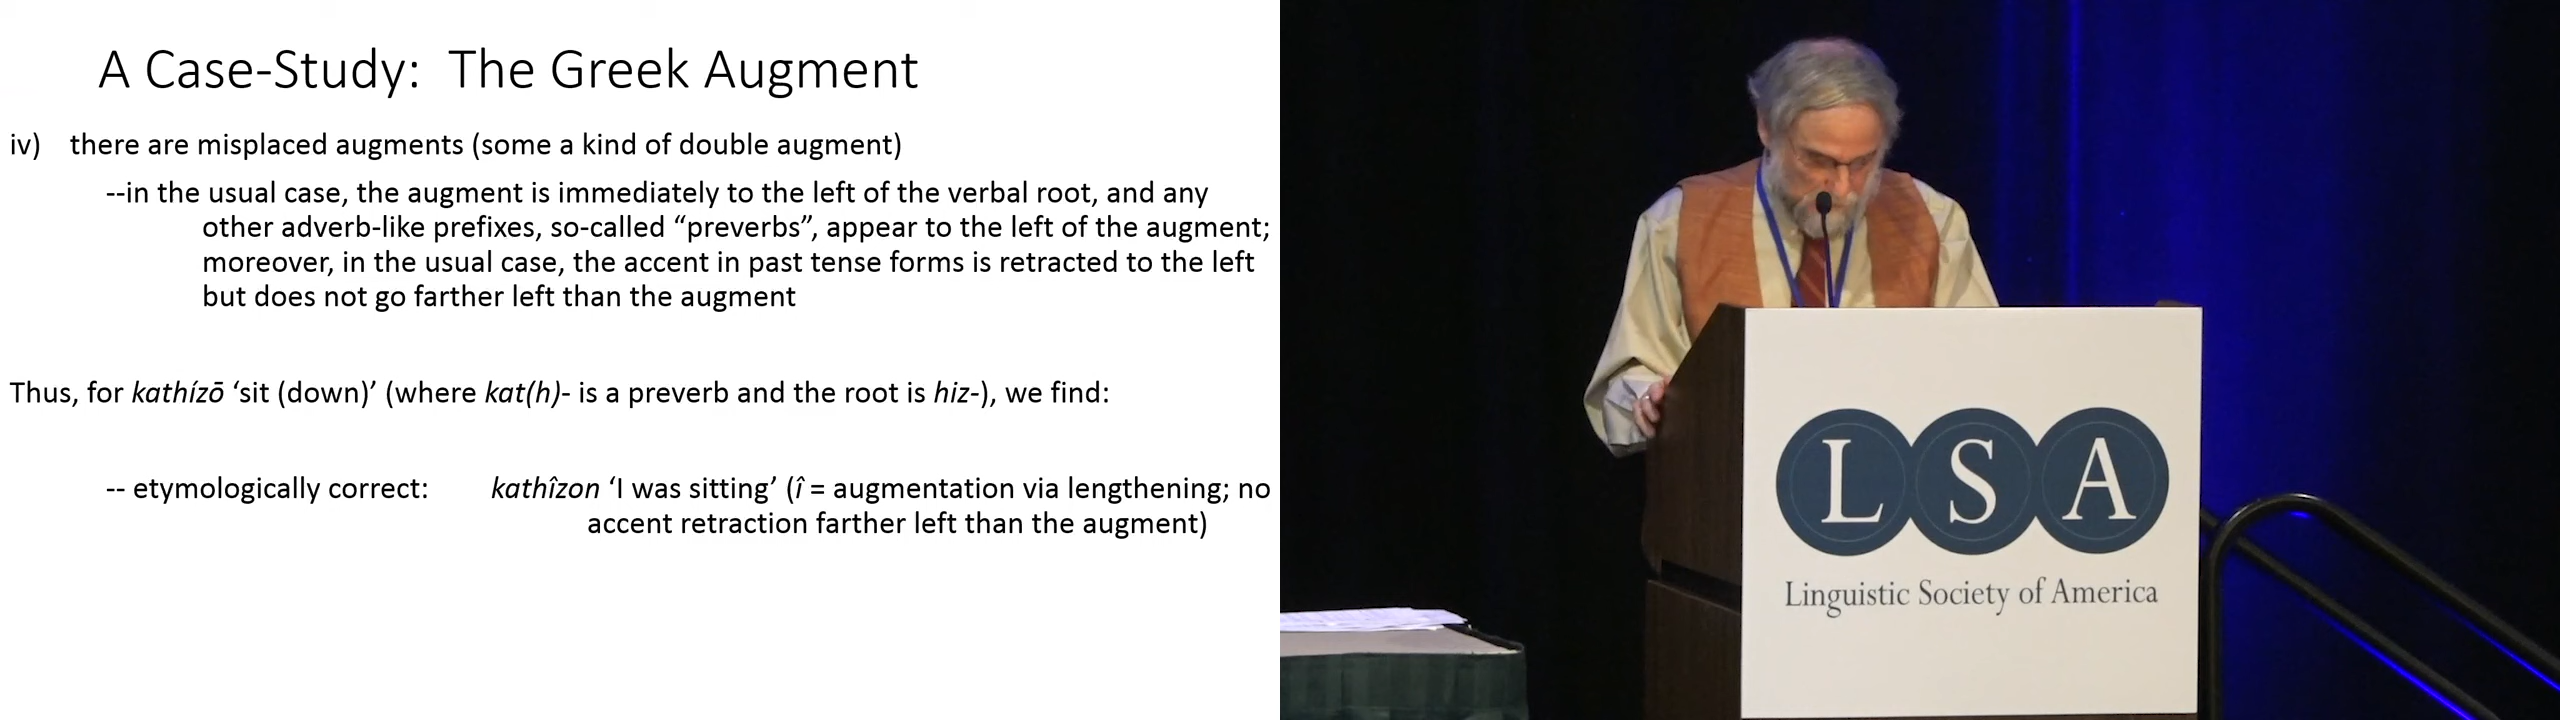 A Case-Study: The Greek Augment
iv) there are misplaced augments (some a kind of double augment)
--in the usual case, the augment is immediately to the left of the verbal root, and any
other adverb-like prefixes, so-called “preverbs”, appear to the left of the augment;
moreover, in the usual case, the accent in past tense forms is retracted to the left
but does not go farther left than the augment
Thus, for kathízō ‘sit (down)’ (where kat(h)- is a preverb and the root is hiz-), we find:
-- etymologically correct: kathîzon ‘I was sitting’ (î = augmentation via lengthening; no
accent retraction farther left than the augment)
LSA
Linguistic Society of America